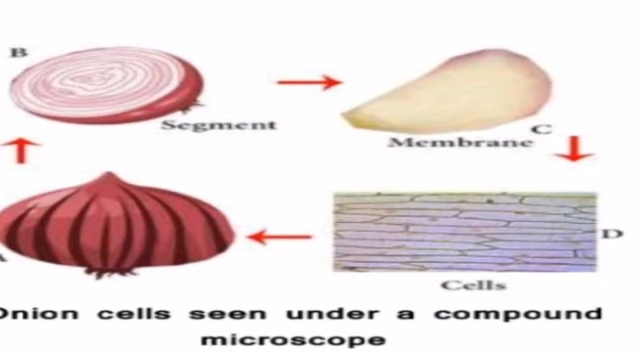 B
Segment
Membrane
C
A
D
Cells
Onion cells seen under a compound
microscope